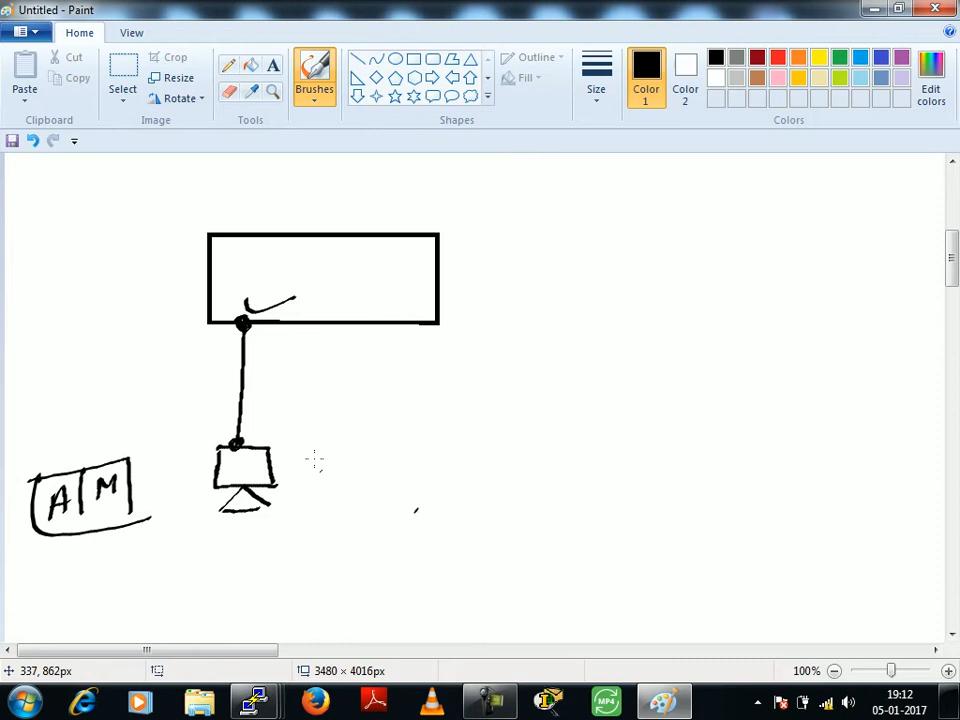 Untitled - Paint
Home View
Paste
Cut
Copy
Clipboard
Select
Crop
Resize
Rotate
Image
A
Tools
Brushes
Outline
Fill
Shapes
Size
Color 1
Color 2
Edit colors
Colors
A M
337, 862px
3480 × 4016px
100%
MP4
19:12
05-01-2017